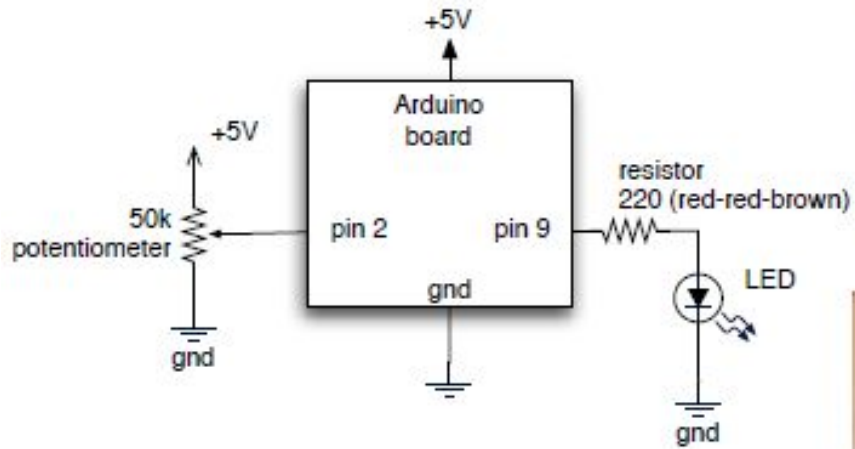 +5V
Arduino
board
+5V
50k
potentiometer
pin 2
pin 9
gnd
gnd
resistor
220 (red-red-brown)
LED
gnd